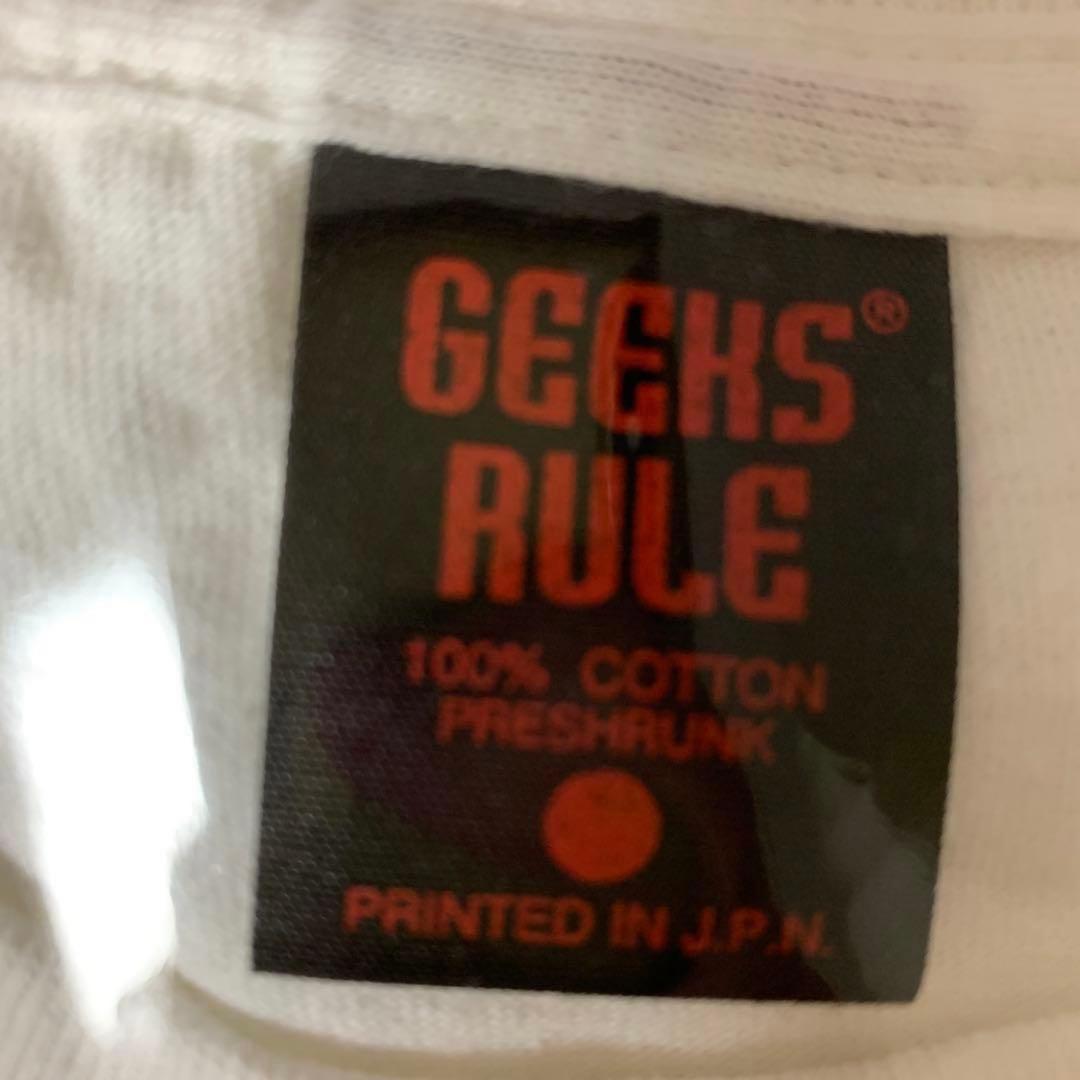 GEEKS®
RULE
100% COTTON
PRESHRUNK
PRINTED IN J.P.N.